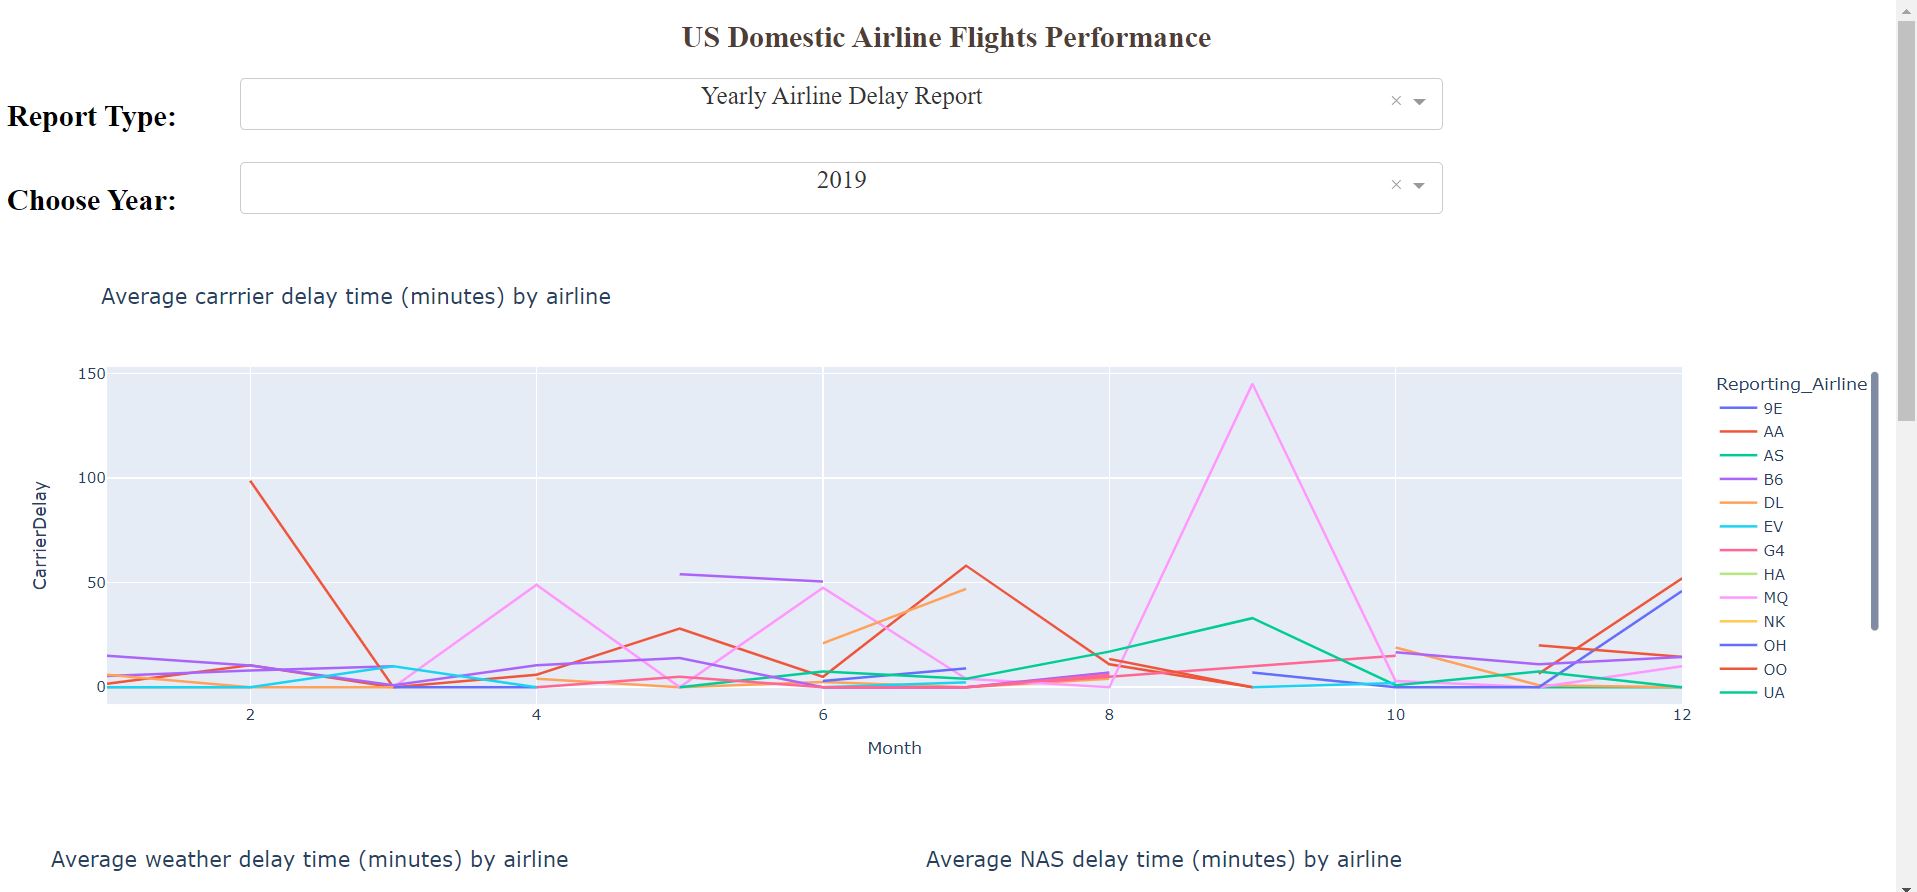 US Domestic Airline Flights Performance
Report Type:
Yearly Airline Delay Report
×
Choose Year:
2019
×
Average carrrier delay time (minutes) by airline
150
100
50
0
CarrierDelay
2 4 6 8 10 12
Month
Reporting_Airline
9E
AA
AS
B6
DL
EV
G4
HA
MQ
NK
OH
OO
UA
Average weather delay time (minutes) by airline
Average NAS delay time (minutes) by airline